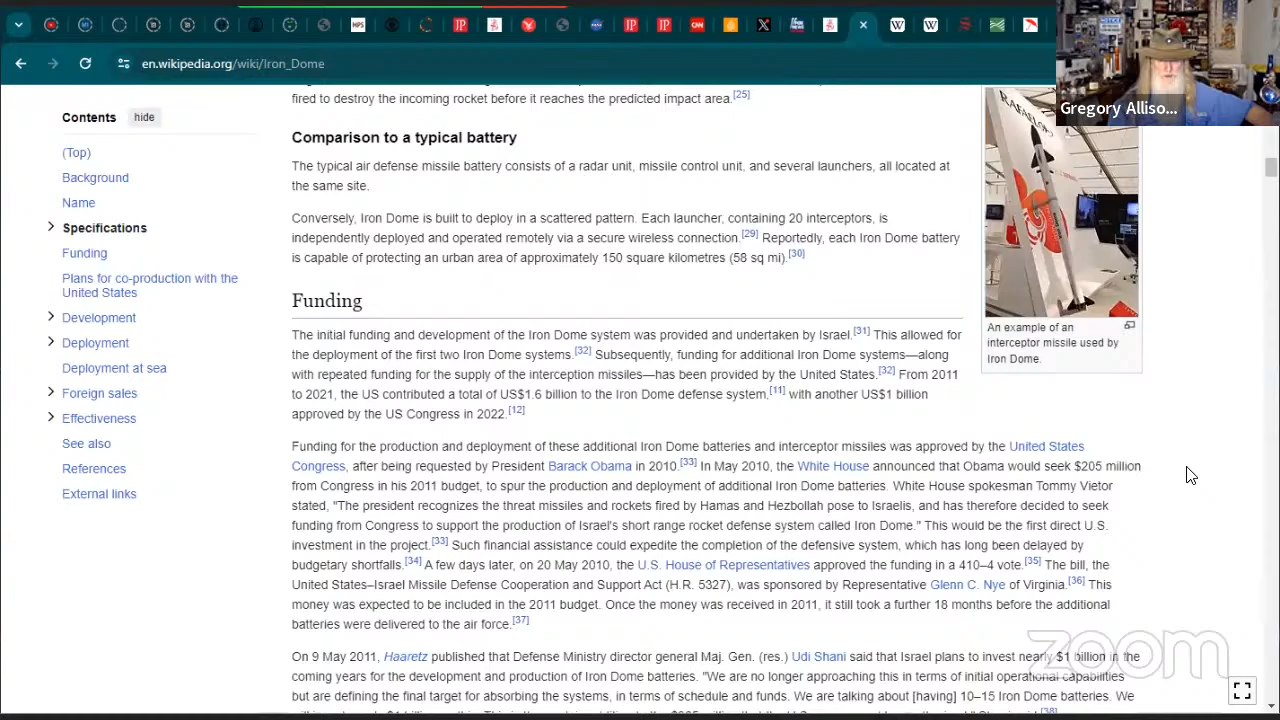 MPS
IP
IP
IP
CNN
X
W
W
en.wikipedia.org/wiki/Iron_Dome
Gregory Alliso...
Contents
hide
(Top)
Background
Name
Specifications
Funding
Plans for co-production with the
United States
Development
Deployment
Deployment at sea
Foreign sales
Effectiveness
See also
References
External links
fired to destroy the incoming rocket before it reaches the predicted impact area.[25]
Comparison to a typical battery
The typical air defense missile battery consists of a radar unit, missile control unit, and several launchers, all located at
the same site.
Conversely, Iron Dome is built to deploy in a scattered pattern. Each launcher, containing 20 interceptors, is
independently deployed and operated remotely via a secure wireless connection.[29] Reportedly, each Iron Dome battery
is capable of protecting an urban area of approximately 150 square kilometres (58 sq mi).[30]
RAFAEL
An example of an
interceptor missile used by
Iron Dome.
Funding
The initial funding and development of the Iron Dome system was provided and undertaken by Israel.[31] This allowed for
the deployment of the first two Iron Dome systems.[32] Subsequently, funding for additional Iron Dome systems—along
with repeated funding for the supply of the interception missiles—has been provided by the United States.[32] From 2011
to 2021, the US contributed a total of US$1.6 billion to the Iron Dome defense system,[11] with another US$1 billion
approved by the US Congress in 2022.[12]
Funding for the production and deployment of these additional Iron Dome batteries and interceptor missiles was approved by the United States
Congress, after being requested by President Barack Obama in 2010.[33] In May 2010, the White House announced that Obama would seek $205 million
from Congress in his 2011 budget, to spur the production and deployment of additional Iron Dome batteries. White House spokesman Tommy Vietor
stated, "The president recognizes the threat missiles and rockets fired by Hamas and Hezbollah pose to Israelis, and has therefore decided to seek
funding from Congress to support the production of Israel's short range rocket defense system called Iron Dome." This would be the first direct U.S.
investment in the project.[33] Such financial assistance could expedite the completion of the defensive system, which has long been delayed by
budgetary shortfalls.[34] A few days later, on 20 May 2010, the U.S. House of Representatives approved the funding in a 410–4 vote.[35] The bill, the
United States–Israel Missile Defense Cooperation and Support Act (H.R. 5327), was sponsored by Representative Glenn C. Nye of Virginia.[36] This
money was expected to be included in the 2011 budget. Once the money was received in 2011, it still took a further 18 months before the additional
batteries were delivered to the air force.[37]
On 9 May 2011, Haaretz published that Defense Ministry director general Maj. Gen. (res.) Udi Shani said that Israel plans to invest nearly $1 billion in the
coming years for the development and production of Iron Dome batteries. "We are no longer approaching this in terms of initial operational capabilities
but are defining the final target for absorbing the systems, in terms of schedule and funds. We are talking about [having] 10–15 Iron Dome batteries. We
zoom